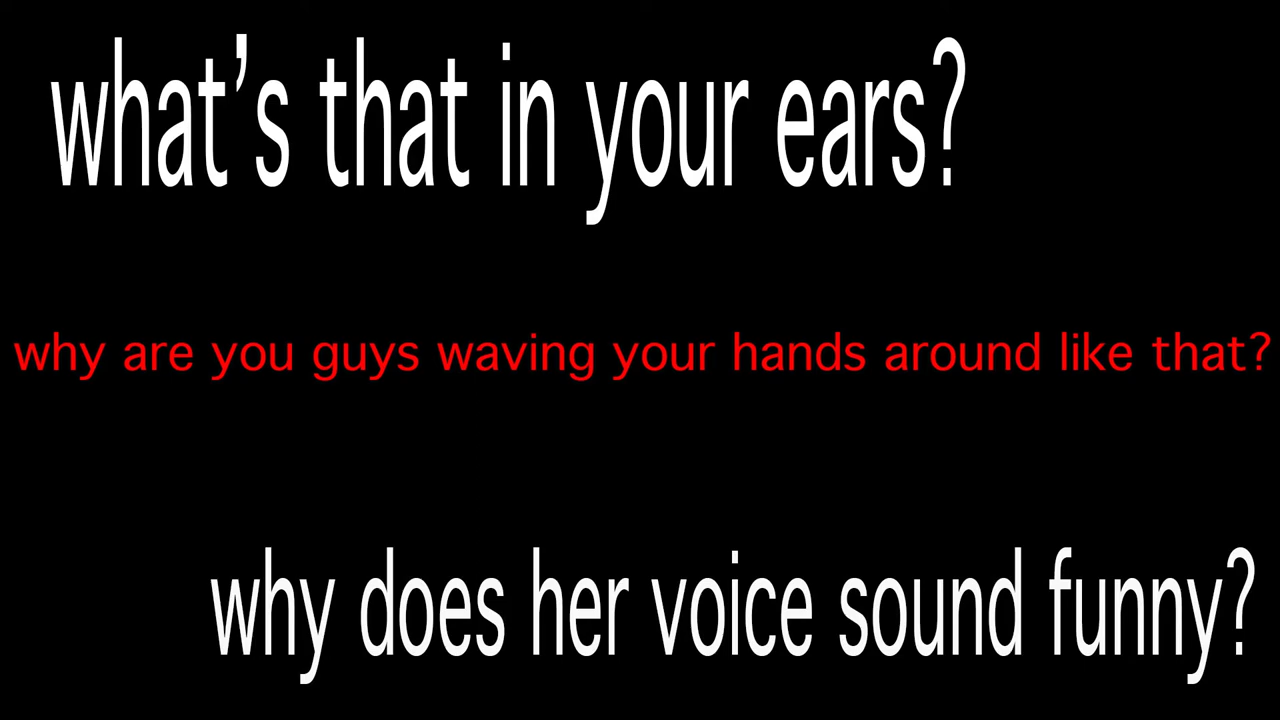 what’s that in your ears?
why are you guys waving your hands around like that?
why does her voice sound funny?